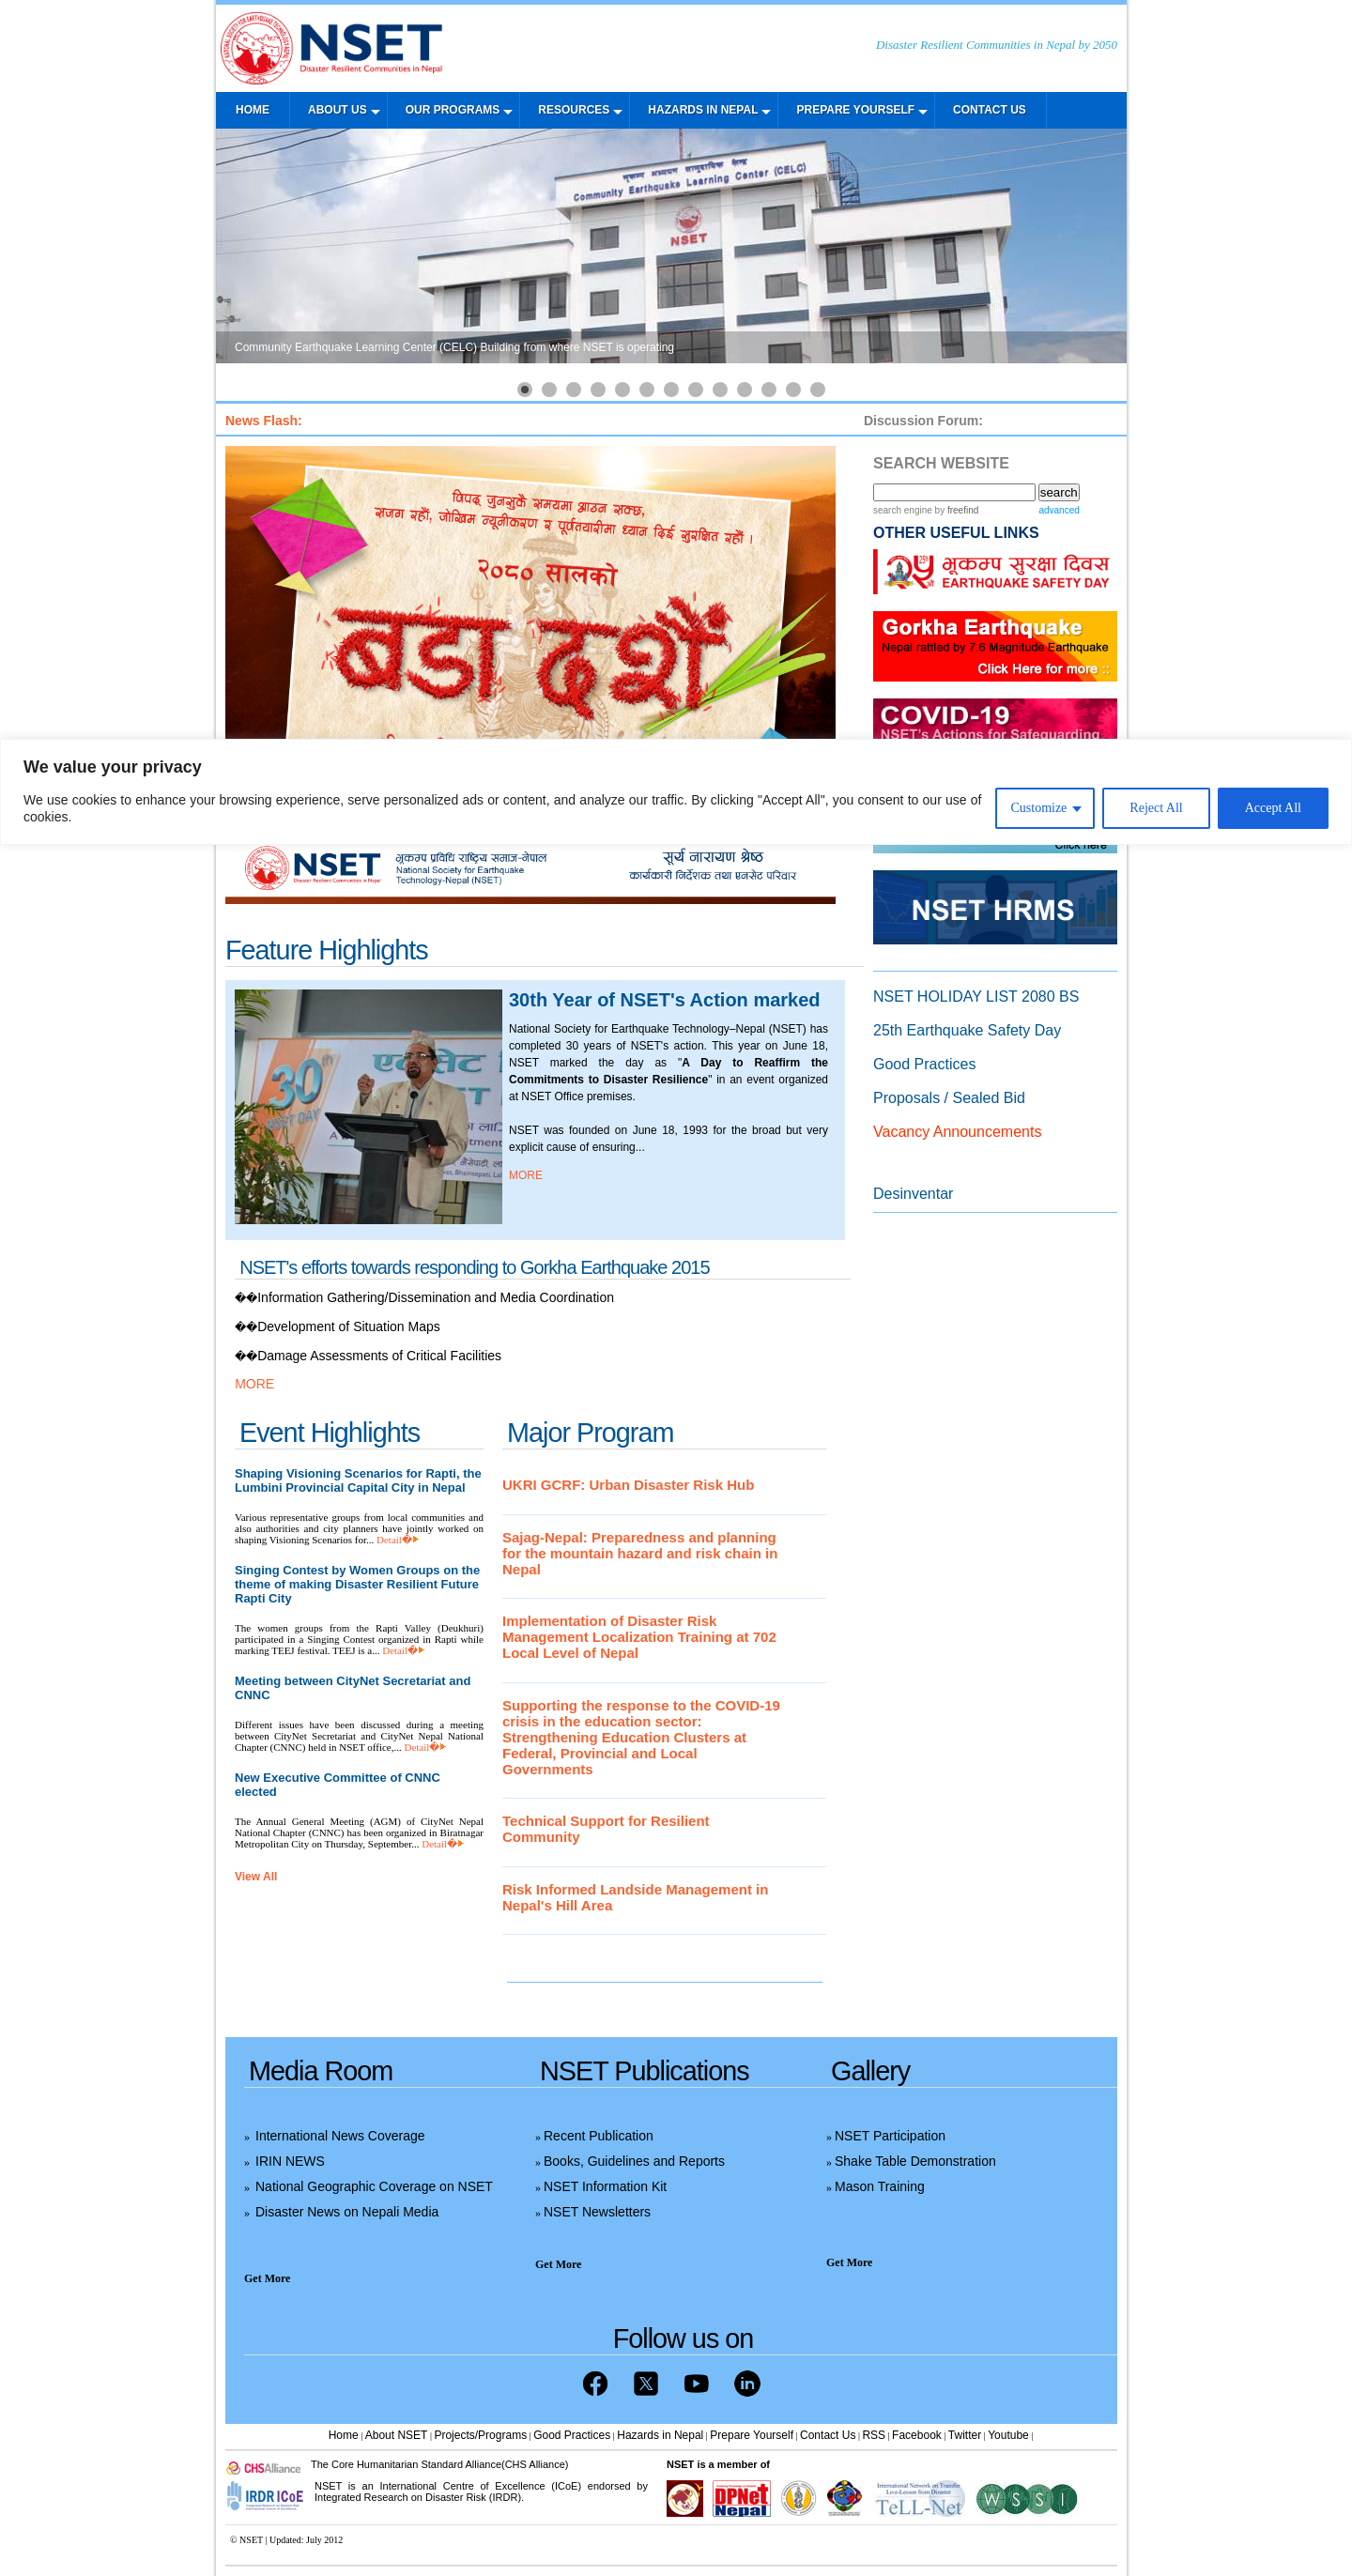 NSET
Disaster Resilient Communities in Nepal
Disaster Resilient Communities in Nepal by 2050
HOME
ABOUT US
OUR PROGRAMS
RESOURCES
HAZARDS IN NEPAL
PREPARE YOURSELF
CONTACT US
Community Earthquake Learning Center (CELC)
NSET
Community Earthquake Learning Center (CELC) Building from where NSET is operating
News Flash:
Discussion Forum:
विपद् जुनसुकै समयमा आउन सक्छ,
सजग रहौं, जोखिम न्यूनीकरण र पूर्वतयारीमा ध्यान दिई सुरक्षित रहौं ।
२०८० सालको
बडा दशैं
SEARCH WEBSITE
search
search engine by freefind
advanced
OTHER USEFUL LINKS
२५ औं
भूकम्प सुरक्षा दिवस
EARTHQUAKE SAFETY DAY
Gorkha Earthquake
Nepal rattled by 7.6 Magnitude Earthquake
Click Here for more ::
COVID-19
NSET's Actions for Safeguarding
We value your privacy
We use cookies to enhance your browsing experience, serve personalized ads or content, and analyze our traffic. By clicking "Accept All", you consent to our use of
cookies.
Customize
Reject All
Accept All
Click here
NSET
Disaster Resilient Communities in Nepal
भूकम्प प्रविधि राष्ट्रिय समाज-नेपाल
National Society for Earthquake
Technology-Nepal (NSET)
सूर्य नारायण श्रेष्ठ
कार्यकारी निर्देशक तथा एनसेट परिवार
NSET HRMS
Feature Highlights
30th Year of NSET's Action marked
National Society for Earthquake Technology–Nepal (NSET) has
completed 30 years of NSET's action. This year on June 18,
NSET marked the day as "A Day to Reaffirm the
Commitments to Disaster Resilience" in an event organized
at NSET Office premises.
NSET was founded on June 18, 1993 for the broad but very
explicit cause of ensuring...
MORE
30th
NSET DAY
NSET HOLIDAY LIST 2080 BS
25th Earthquake Safety Day
Good Practices
Proposals / Sealed Bid
Vacancy Announcements
Desinventar
NSET's efforts towards responding to Gorkha Earthquake 2015
��Information Gathering/Dissemination and Media Coordination
��Development of Situation Maps
��Damage Assessments of Critical Facilities
MORE
Event Highlights
Shaping Visioning Scenarios for Rapti, the
Lumbini Provincial Capital City in Nepal
Various representative groups from local communities and
also authorities and city planners have jointly worked on
shaping Visioning Scenarios for... Detail�
Singing Contest by Women Groups on the
theme of making Disaster Resilient Future
Rapti City
The women groups from the Rapti Valley (Deukhuri)
participated in a Singing Contest organized in Rapti while
marking TEEJ festival. TEEJ is a... Detail�
Meeting between CityNet Secretariat and
CNNC
Different issues have been discussed during a meeting
between CityNet Secretariat and CityNet Nepal National
Chapter (CNNC) held in NSET office,... Detail�
New Executive Committee of CNNC
elected
The Annual General Meeting (AGM) of CityNet Nepal
National Chapter (CNNC) has been organized in Biratnagar
Metropolitan City on Thursday, September... Detail�
View All
Major Program
UKRI GCRF: Urban Disaster Risk Hub
Sajag-Nepal: Preparedness and planning
for the mountain hazard and risk chain in
Nepal
Implementation of Disaster Risk
Management Localization Training at 702
Local Level of Nepal
Supporting the response to the COVID-19
crisis in the education sector:
Strengthening Education Clusters at
Federal, Provincial and Local
Governments
Technical Support for Resilient
Community
Risk Informed Landside Management in
Nepal's Hill Area
Media Room
» International News Coverage
» IRIN NEWS
» National Geographic Coverage on NSET
» Disaster News on Nepali Media
Get More
NSET Publications
» Recent Publication
» Books, Guidelines and Reports
» NSET Information Kit
» NSET Newsletters
Get More
Gallery
» NSET Participation
» Shake Table Demonstration
» Mason Training
Get More
Follow us on
Home | About NSET | Projects/Programs | Good Practices | Hazards in Nepal | Prepare Yourself | Contact Us | RSS | Facebook | Twitter | Youtube |
CHSAlliance
The Core Humanitarian Standard Alliance(CHS Alliance)
IRDR ICoE
NSET is an International Centre of Excellence (ICoE) endorsed by
Integrated Research on Disaster Risk (IRDR).
NSET is a member of
DPNet
Nepal
International Network on Transfer
Live-Lesson from Disaster
TeLL-Net
WSSI
© NSET | Updated: July 2012